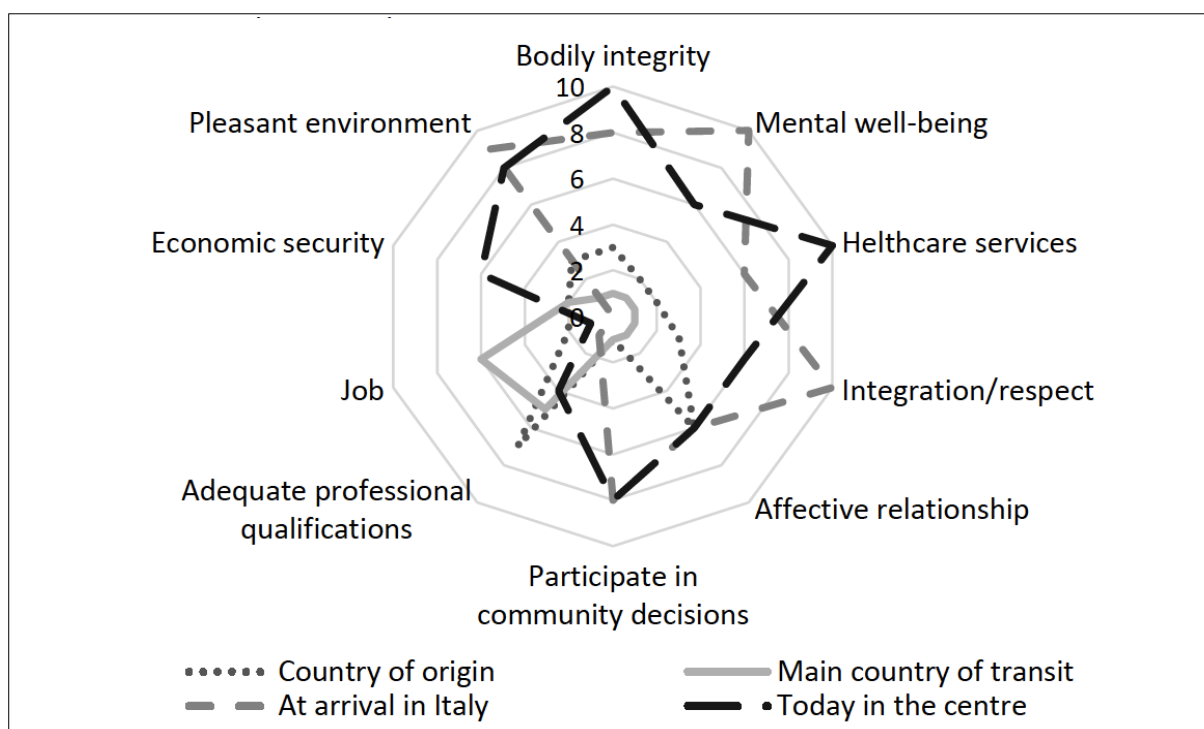 Bodily integrity
10
Pleasant environment
Mental well-being
8
6
Economic security
4
Helthcare services
2
0
Job
Integration/respect
Adequate professional
qualifications
Affective relationship
Participate in
community decisions
Country of origin
Main country of transit
At arrival in Italy
Today in the centre